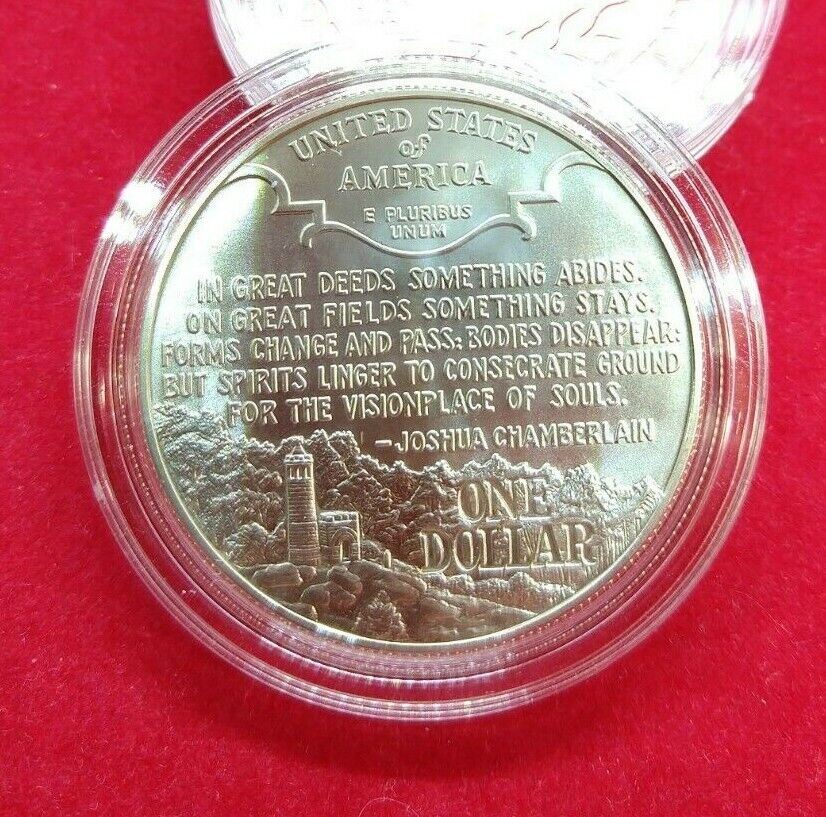 UNITED STATES
of
AMERICA
E PLURIBUS
UNUM
IN GREAT DEEDS SOMETHING ABIDES.
ON GREAT FIELDS SOMETHING STAYS.
FORMS CHANGE AND PASS; BODIES DISAPPEAR;
BUT SPIRITS LINGER TO CONSECRATE GROUND
FOR THE VISIONPLACE OF SOULS.
-JOSHUA CHAMBERLAIN
ONE
DOLLAR